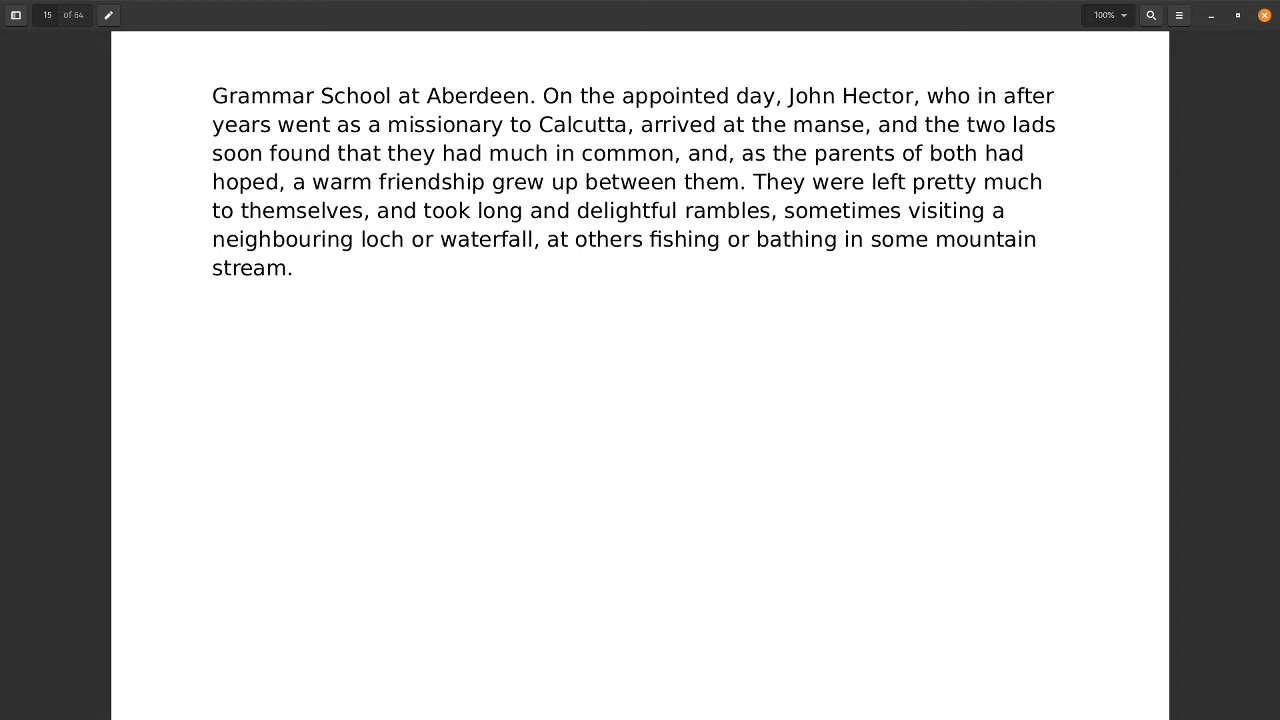 15 of 64
100%
Grammar School at Aberdeen. On the appointed day, John Hector, who in after
years went as a missionary to Calcutta, arrived at the manse, and the two lads
soon found that they had much in common, and, as the parents of both had
hoped, a warm friendship grew up between them. They were left pretty much
to themselves, and took long and delightful rambles, sometimes visiting a
neighbouring loch or waterfall, at others fishing or bathing in some mountain
stream.